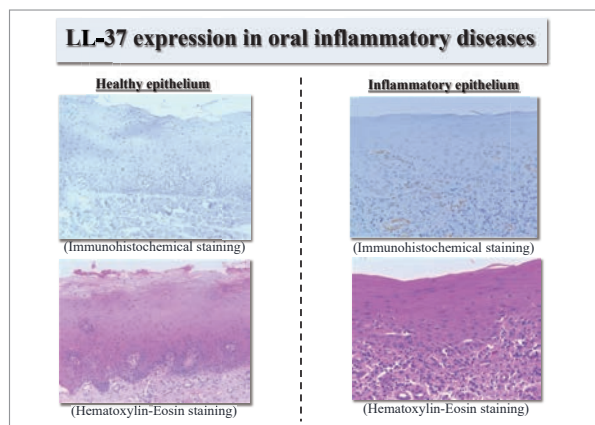 LL-37 expression in oral inflammatory diseases
Healthy epithelium
(Immunohistochemical staining)
(Hematoxylin-Eosin staining)
Inflammatory epithelium
(Immunohistochemical staining)
(Hematoxylin-Eosin staining)